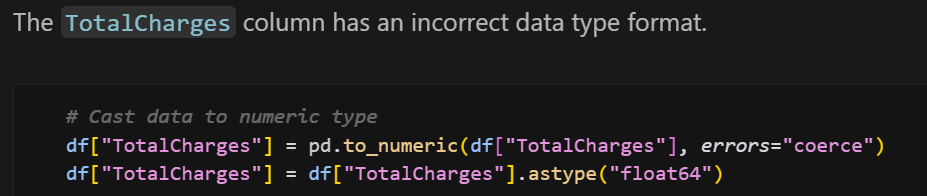 The TotalCharges column has an incorrect data type format.
# Cast data to numeric type
df["TotalCharges"] = pd.to_numeric(df["TotalCharges"], errors="coerce")
df["TotalCharges"] = df["TotalCharges"].astype("float64")